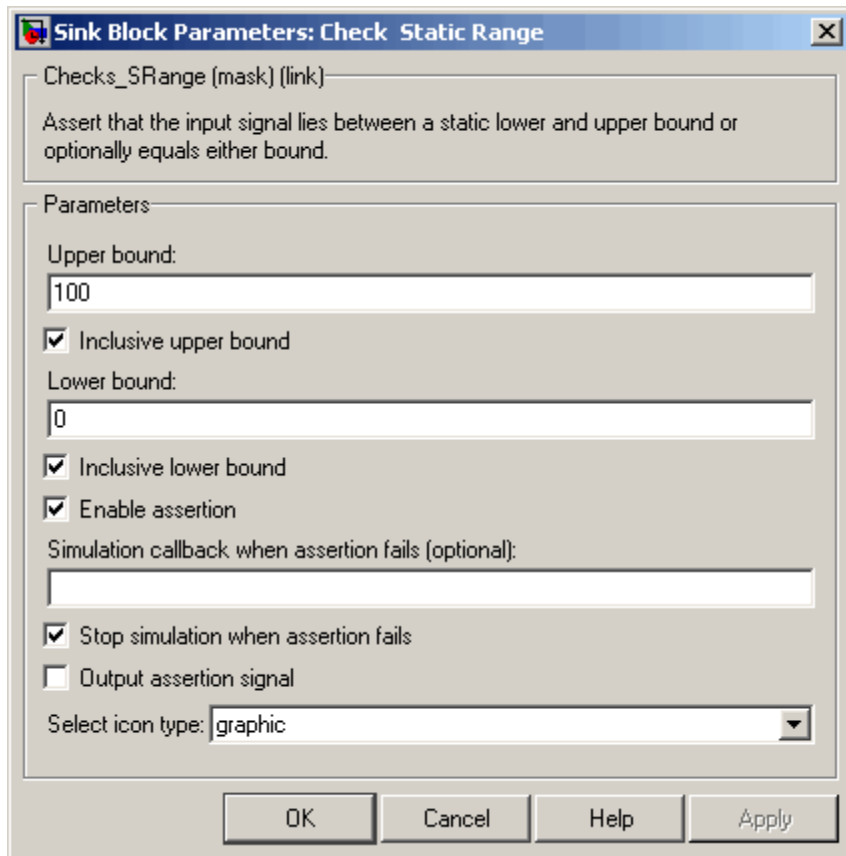 Sink Block Parameters: Check  Static Range
Checks_SRange (mask) (link)
Assert that the input signal lies between a static lower and upper bound or
optionally equals either bound.
Parameters
Upper bound:
100
Inclusive upper bound
Lower bound:
0
Inclusive lower bound
Enable assertion
Simulation callback when assertion fails (optional):
Stop simulation when assertion fails
Output assertion signal
Select icon type: graphic
OK Cancel Help Apply